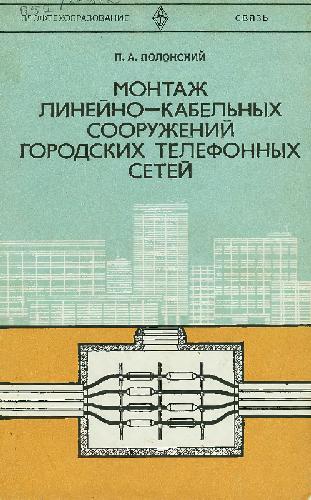 ПРОФТЕХОБРАЗОВАНИЕ СВЯЗЬ
П. А. ПОЛОНСКИЙ
МОНТАЖ
ЛИНЕЙНО—КАБЕЛЬНЫХ
СООРУЖЕНИЙ
ГОРОДСКИХ ТЕЛЕФОННЫХ
СЕТЕЙ